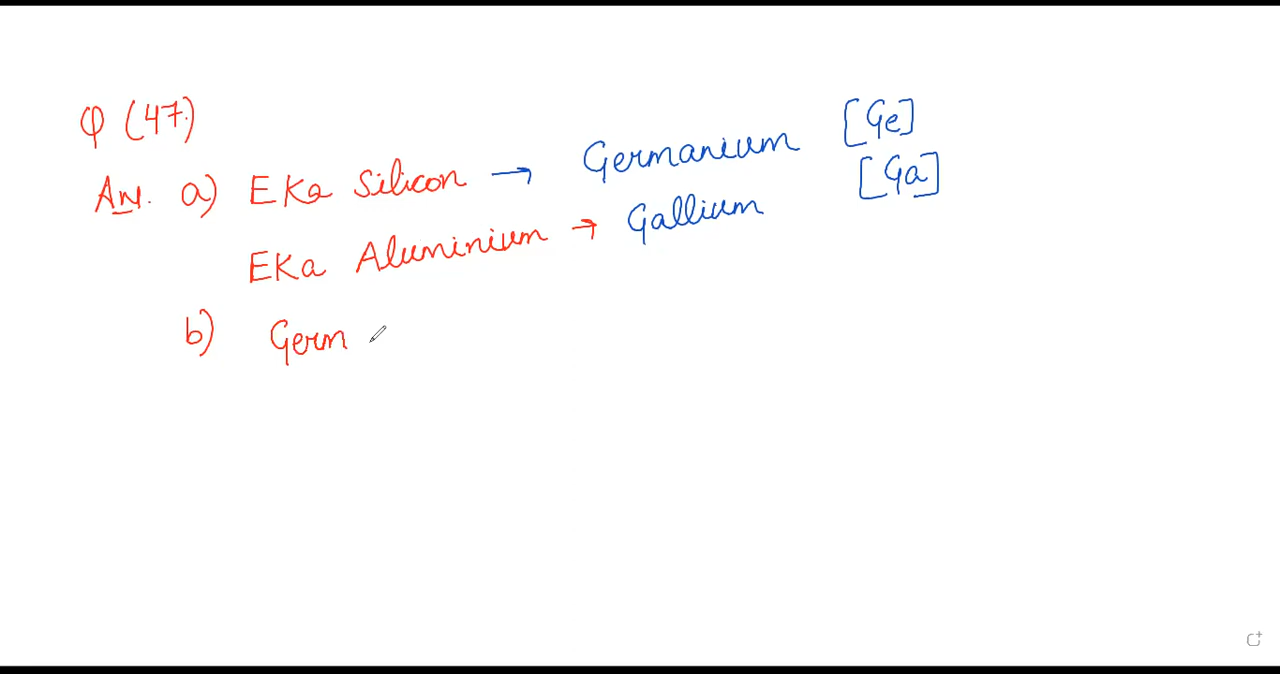 Q (47.)
Ans. a) EKa Silicon → Germanium [Ge]
EKa Aluminium → Gallium [Ga]
b) Germ